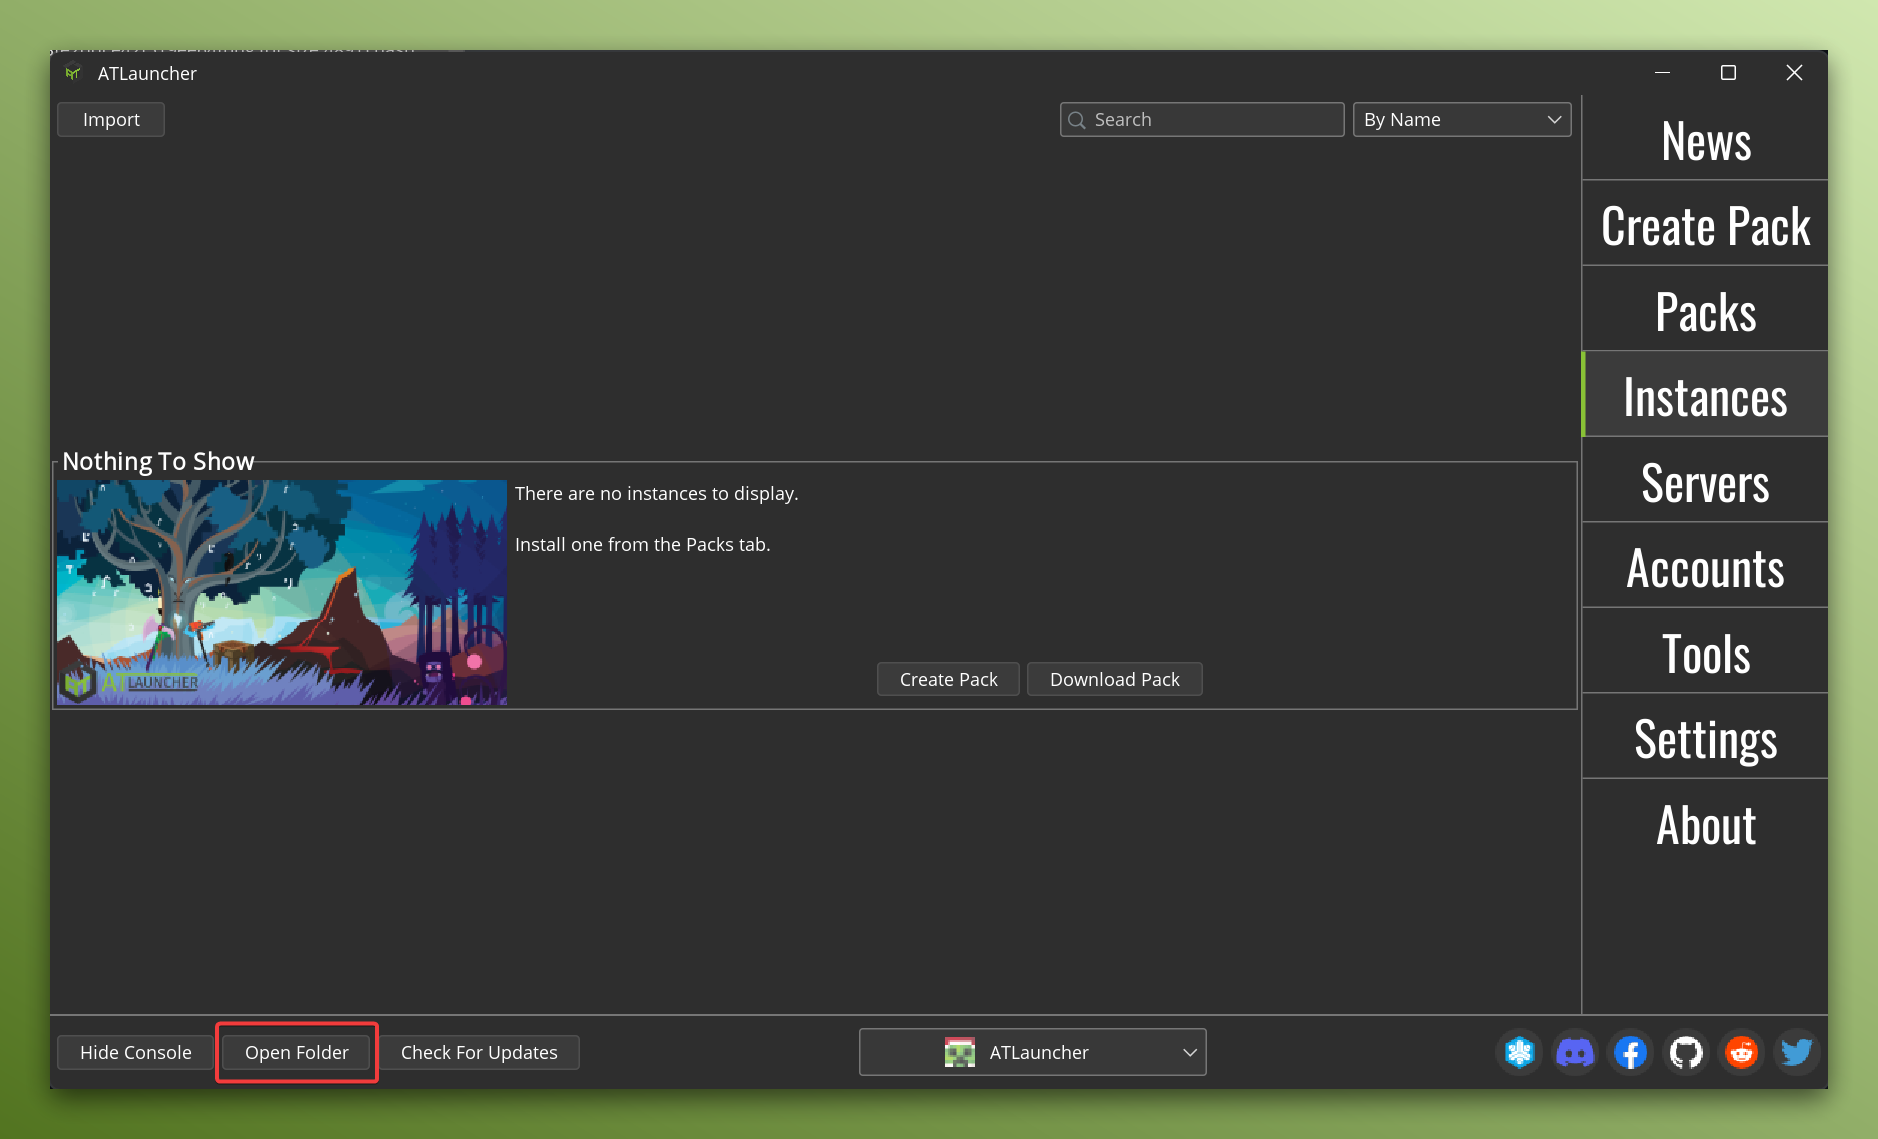 ATLauncher
Import
Search
By Name
News
Create Pack
Packs
Instances
Servers
Accounts
Tools
Settings
About
Nothing To Show
There are no instances to display.
Install one from the Packs tab.
ATLAUNCHER
Create Pack
Download Pack
Hide Console
Open Folder
Check For Updates
ATLauncher